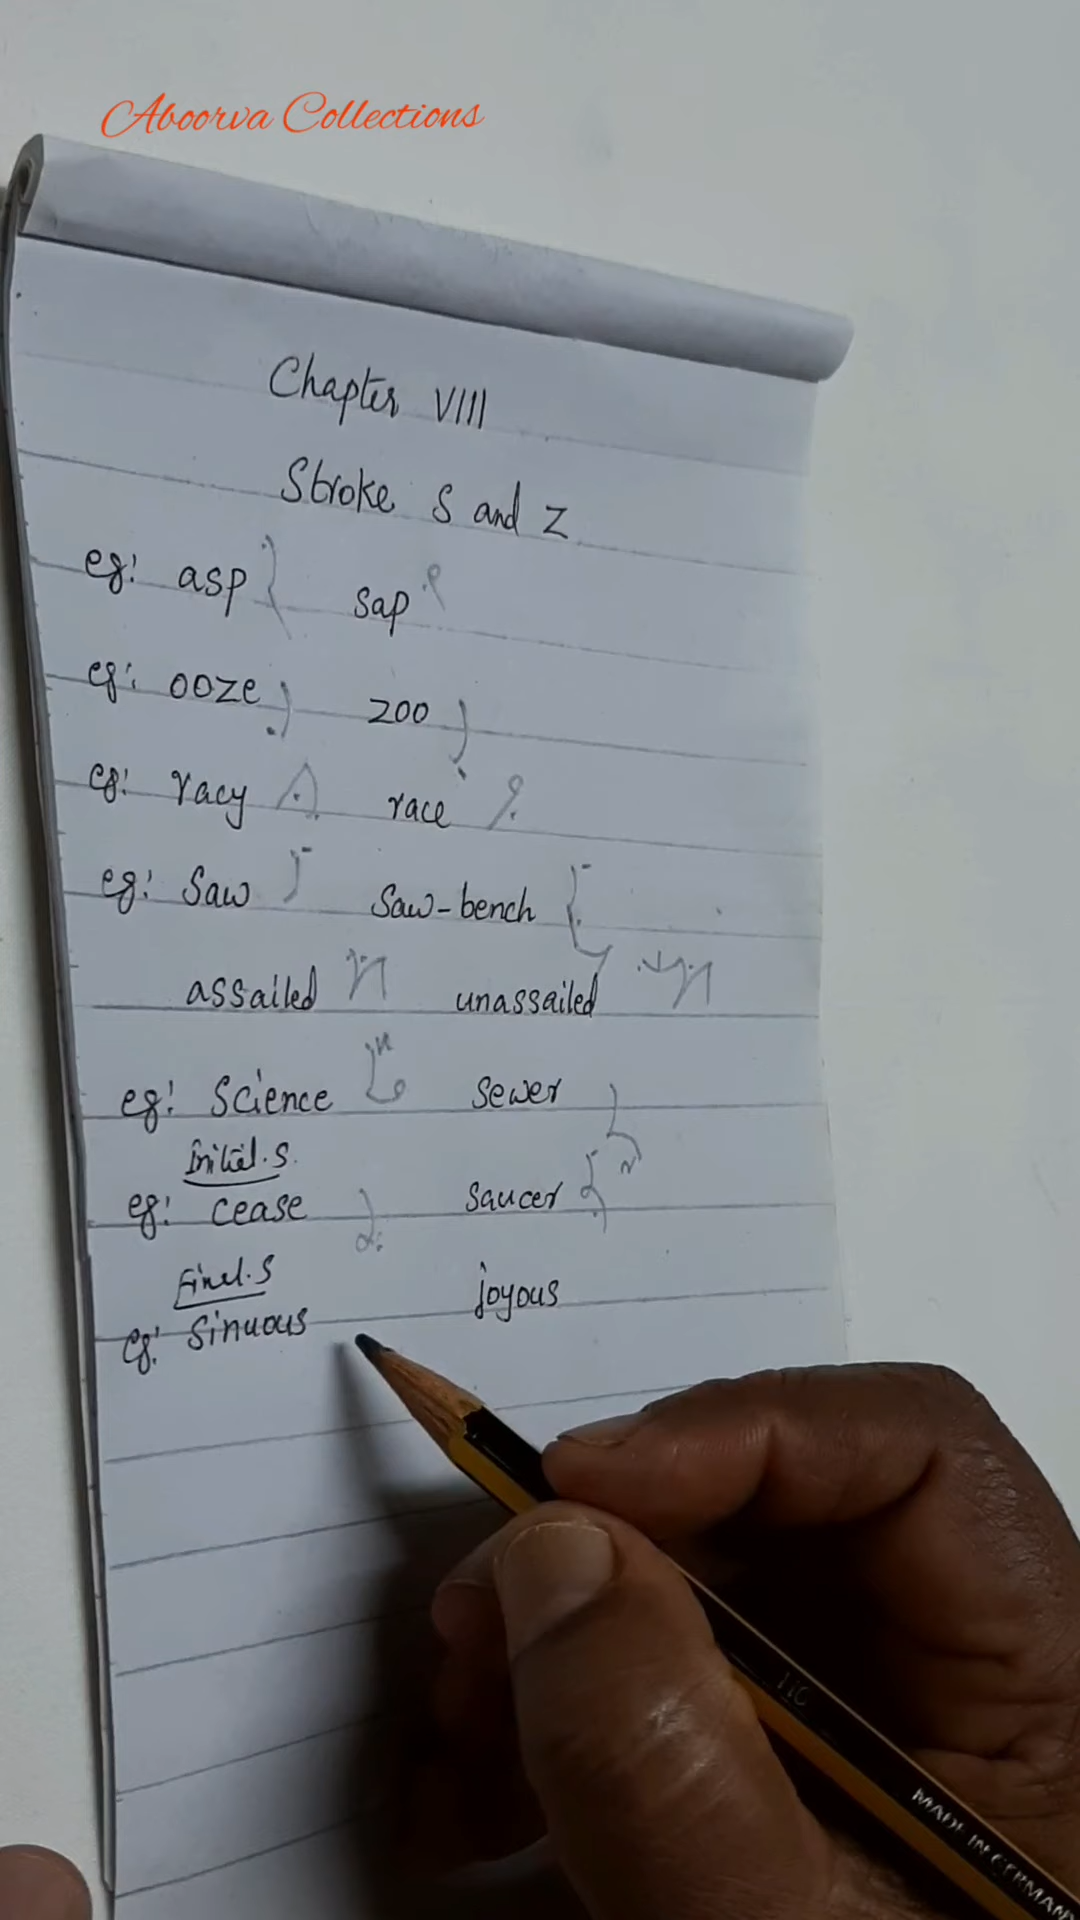 Aboorva Collections
Chapter VIII
Stroke S and Z
eg: asp sap
eg: ooze zoo
eg: racy race
eg: Saw Saw-bench
assailed unassailed
eg: Science Sewer
Initial.S.
eg: cease saucer
Final.S
eg: Sinuous joyous
MADE IN GERMANY